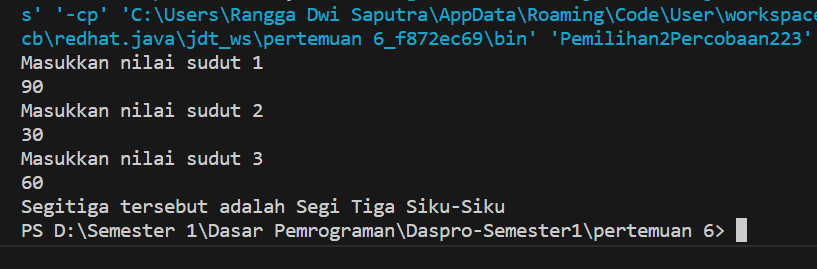 s' '-cp' 'C:\Users\Rangga Dwi Saputra\AppData\Roaming\Code\User\workspace
cb\redhat.java\jdt_ws\pertemuan 6_f872ec69\bin' 'Pemilihan2Percobaan223'
Masukkan nilai sudut 1
90
Masukkan nilai sudut 2
30
Masukkan nilai sudut 3
60
Segitiga tersebut adalah Segi Tiga Siku-Siku
PS D:\Semester 1\Dasar Pemrograman\Daspro-Semester1\pertemuan 6>